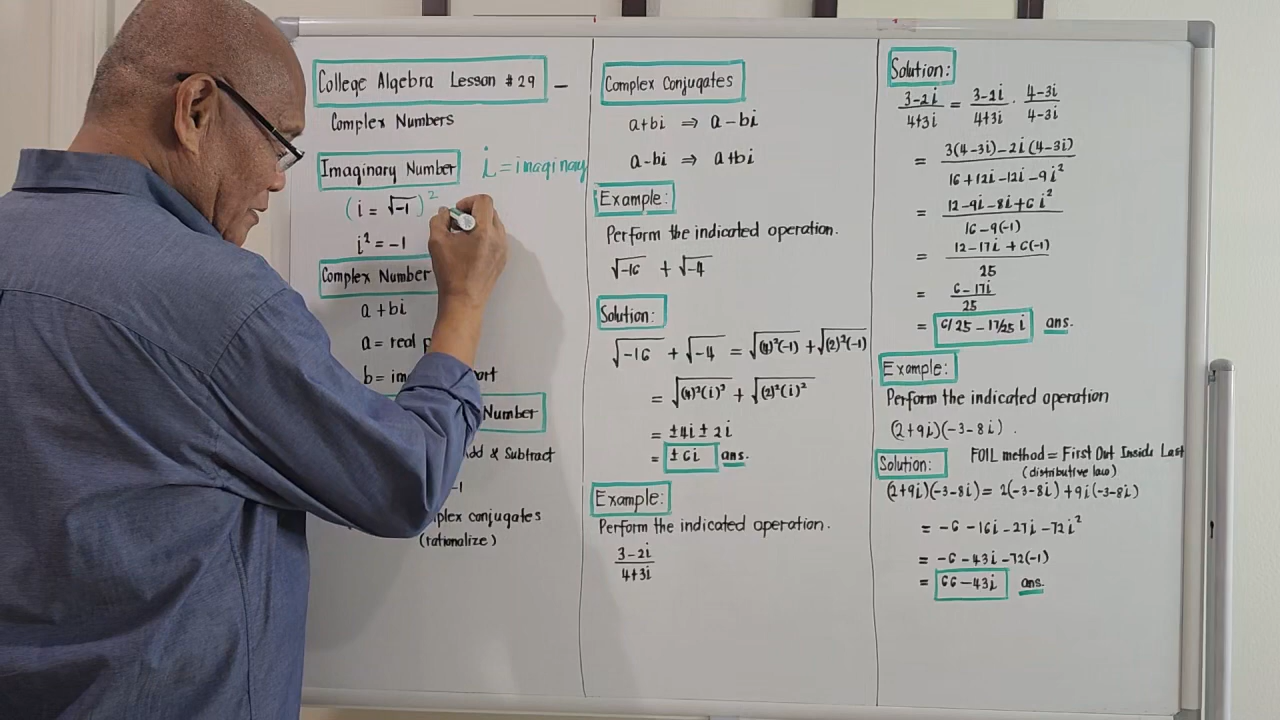 College Algebra Lesson #29 -
Complex Numbers
Imaginary Number i = imaginary
(i = √-1)²
i² = -1
Complex Number
a + bi
a = real
b =
Number
Add & Subtract
-1
complex conjugates
(rationalize)
Complex Conjugates
a+bi ⇒ a-bi
a-bi ⇒ a+bi
Example:
Perform the indicated operation.
√-16 + √-4
Solution:
√-16 + √-4 = √(4)²(-1) + √(2)²(-1)
= √(4)²(i)² + √(2)²(i)²
= ±4i ± 2i
= ±6i ans.
Example:
Perform the indicated operation.
3-2i
4+3i
Solution:
3-2i = 3-2i · 4-3i
4+3i 4+3i 4-3i
= 3(4-3i)-2i(4-3i)
16+12i-12i-9i²
= 12-9i-8i+6i²
16-9(-1)
= 12-17i+6(-1)
25
= 6-17i
25
= 6/25 - 17/25 i ans.
Example:
Perform the indicated operation
(2+9i)(-3-8i).
Solution: FOIL method = First Out Inside Last
(distributive law)
(2+9i)(-3-8i) = 2(-3-8i)+9i(-3-8i)
= -6-16i-27i-72i²
= -6-43i-72(-1)
= 66-43i ans.